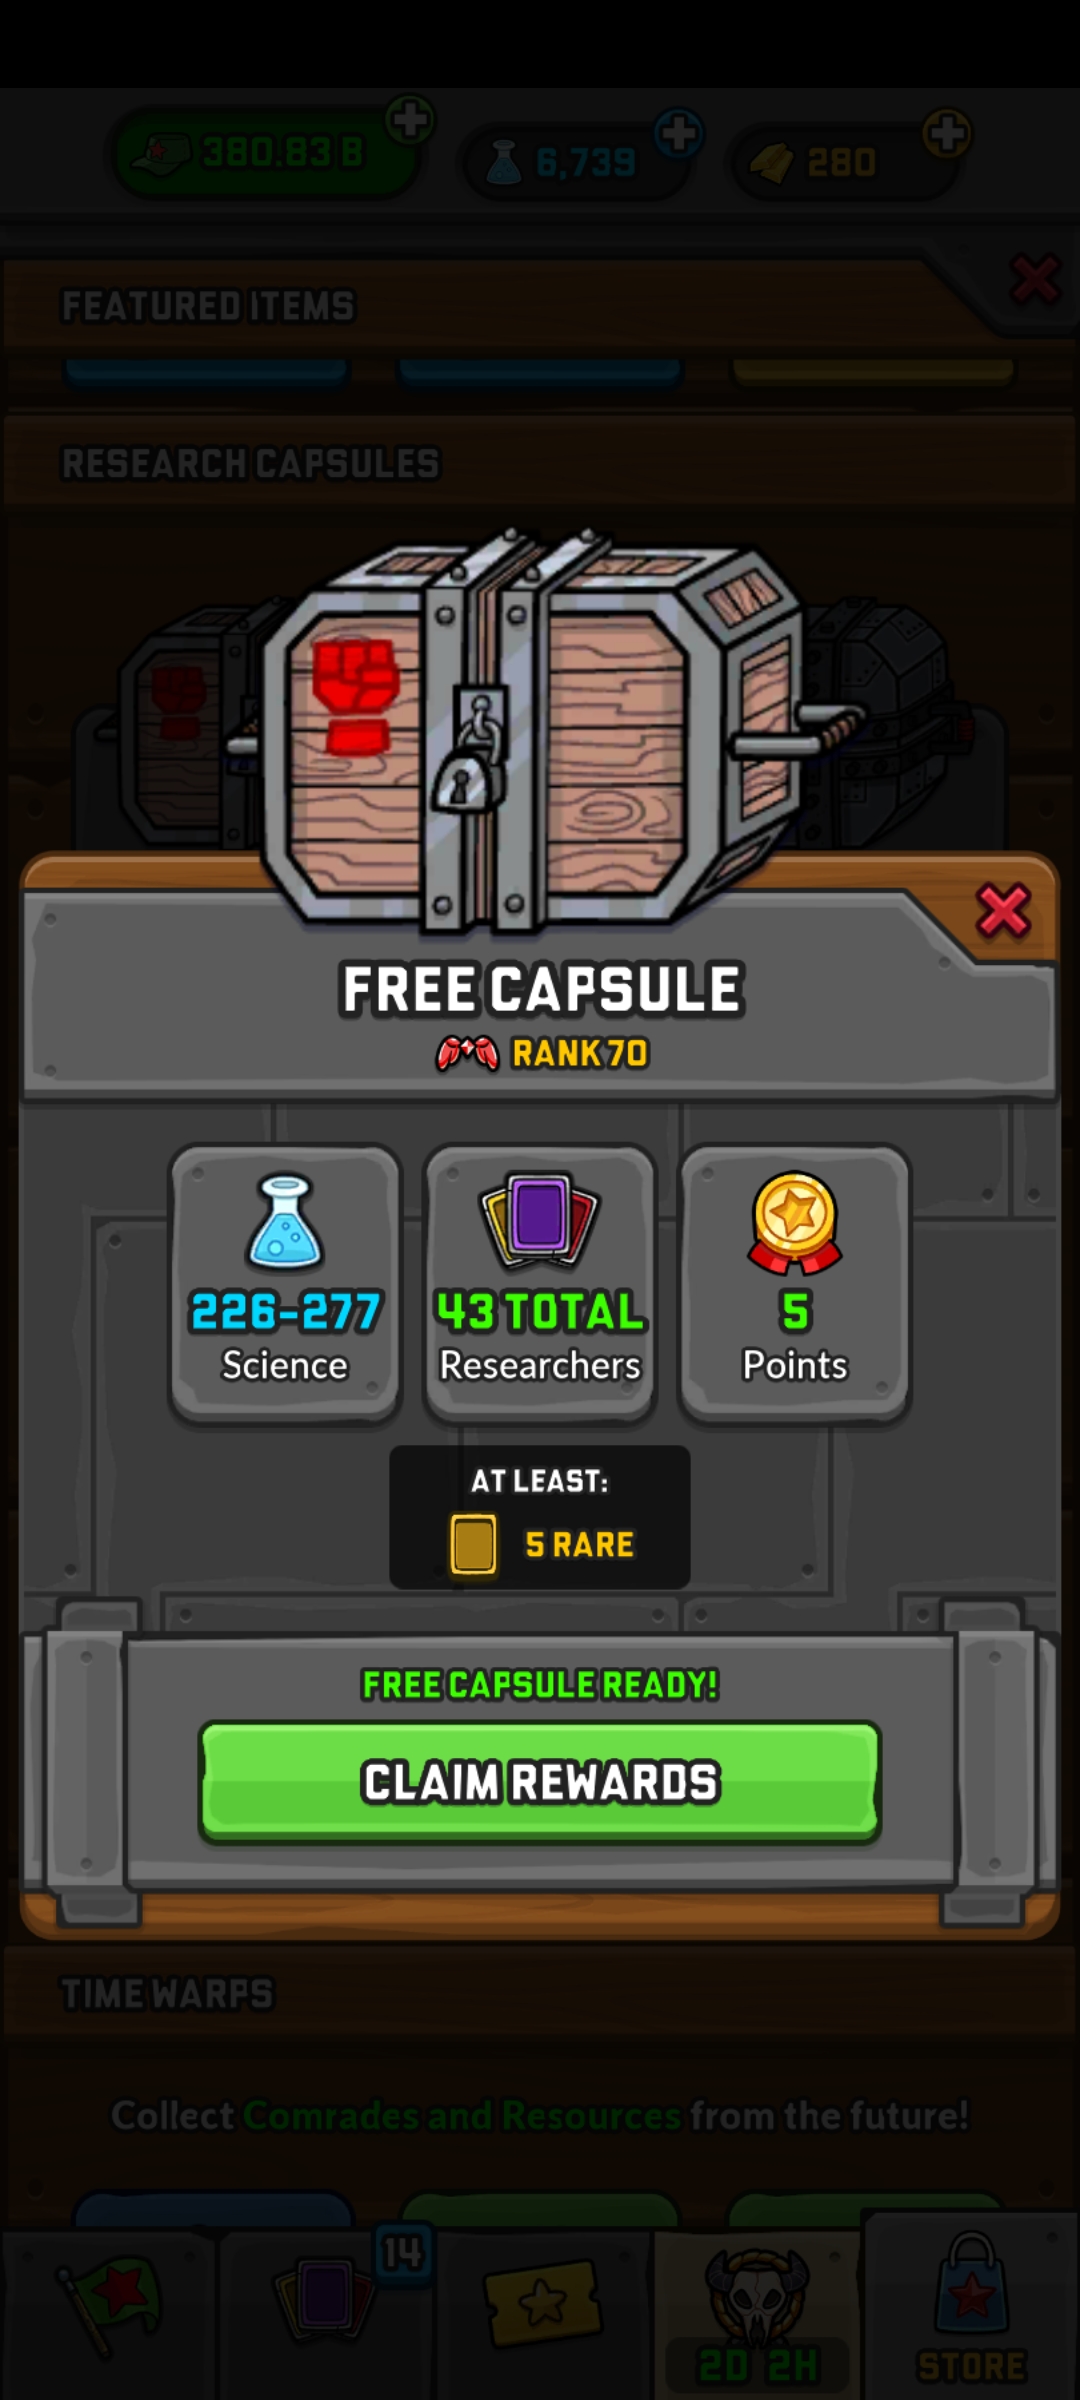 380.83 B
6,739
280
FEATURED ITEMS
RESEARCH CAPSULES
FREE CAPSULE
RANK 70
226-277
Science
43 TOTAL
Researchers
5
Points
AT LEAST:
5 RARE
FREE CAPSULE READY!
CLAIM REWARDS
TIME WARPS
Collect Comrades and Resources from the future!
14
2D 2H
STORE